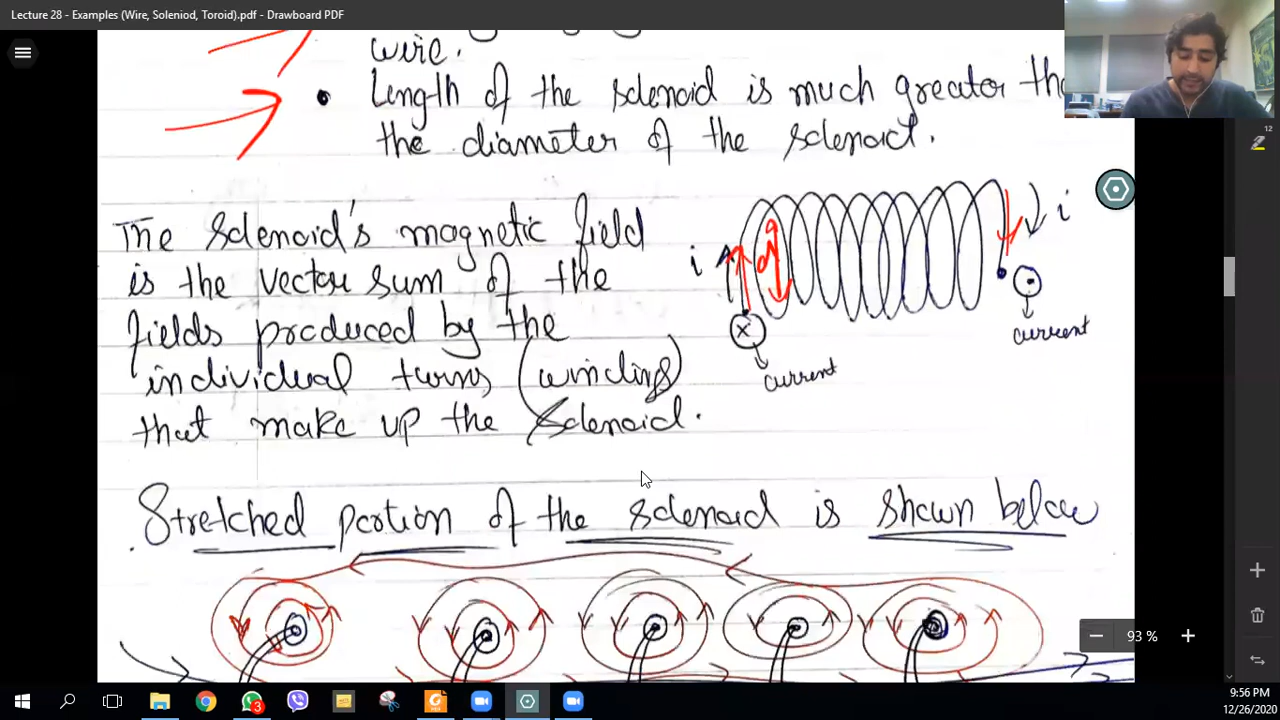 Lecture 28 - Examples (Wire, Soleniod, Toroid).pdf - Drawboard PDF
wire.
• Length of the solenoid is much greater tha
the diameter of the solenoid.
The Solenoid's magnetic field
is the vector sum of the
fields produced by the
individual turns (windings)
that make up the solenoid.
i
i
x
current
current
Stretched portion of the solenoid is shown below
93 %
12
3
9:56 PM
12/26/2020